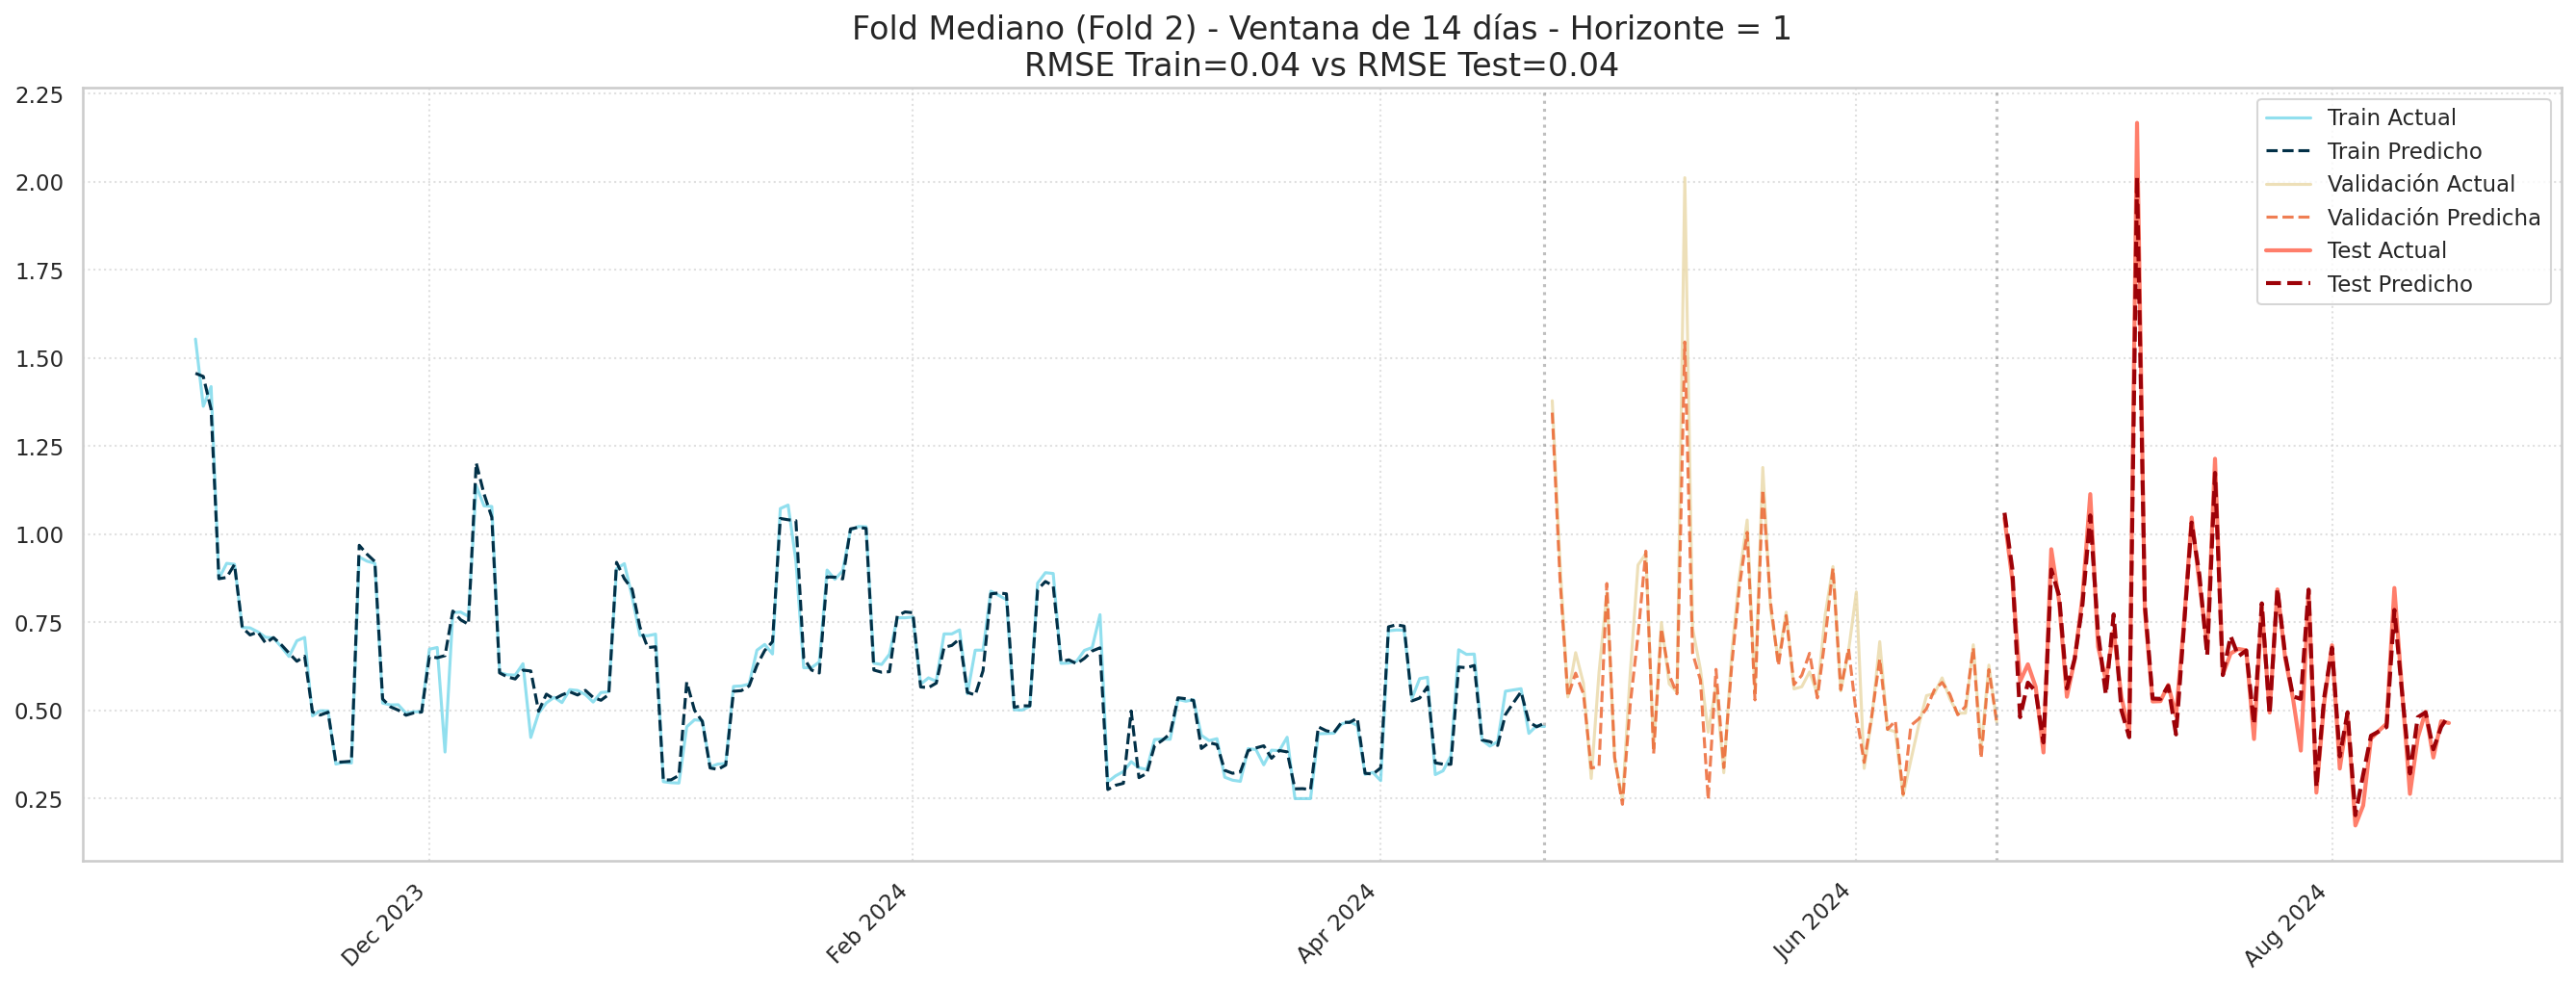 Fold Mediano (Fold 2) - Ventana de 14 días - Horizonte = 1
RMSE Train=0.04 vs RMSE Test=0.04
2.25
2.00
1.75
1.50
1.25
1.00
0.75
0.50
0.25
Train Actual
Train Predicho
Validación Actual
Validación Predicha
Test Actual
Test Predicho
Dec 2023
Feb 2024
Apr 2024
Jun 2024
Aug 2024